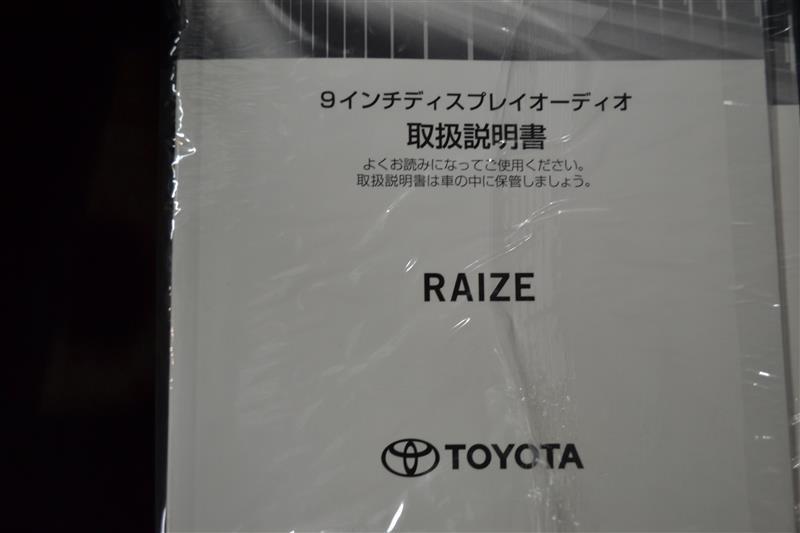 9インチディスプレイオーディオ
取扱説明書
よくお読みになってご使用ください。
取扱説明書は車の中に保管しましょう。
RAIZE
TOYOTA